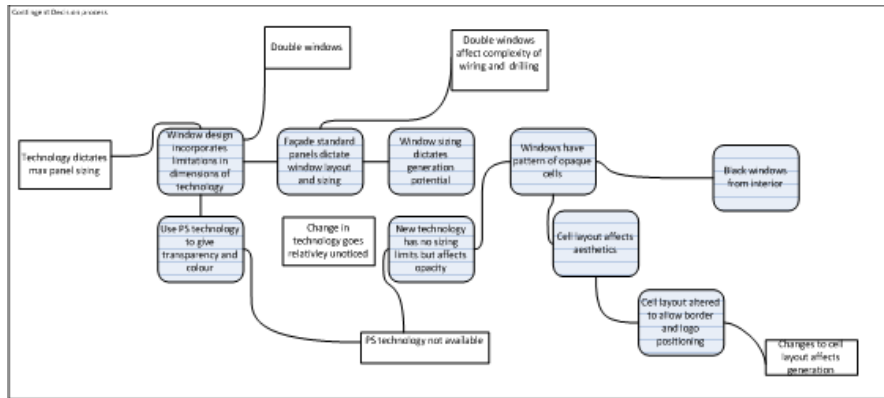 Contingent Decision process
Double windows
Double windows
affect complexity of
wiring and drilling
Technology dictates
max panel sizing
Window design
incorporates
limitations in
dimensions of
technology
Façade standard
panels dictate
window layout
and sizing
Window sizing
dictates
generation
potential
Windows have
pattern of opaque
cells
Black windows
from interior
Use PS technology
to give
transparency and
colour
Change in
technology goes
relativley unoticed
New technology
has no sizing
limits but affects
opacity
Cell layout affects
aesthetics
PS technology not available
Cell layout altered
to allow border
and logo
positioning
Changes to cell
layout affects
generation